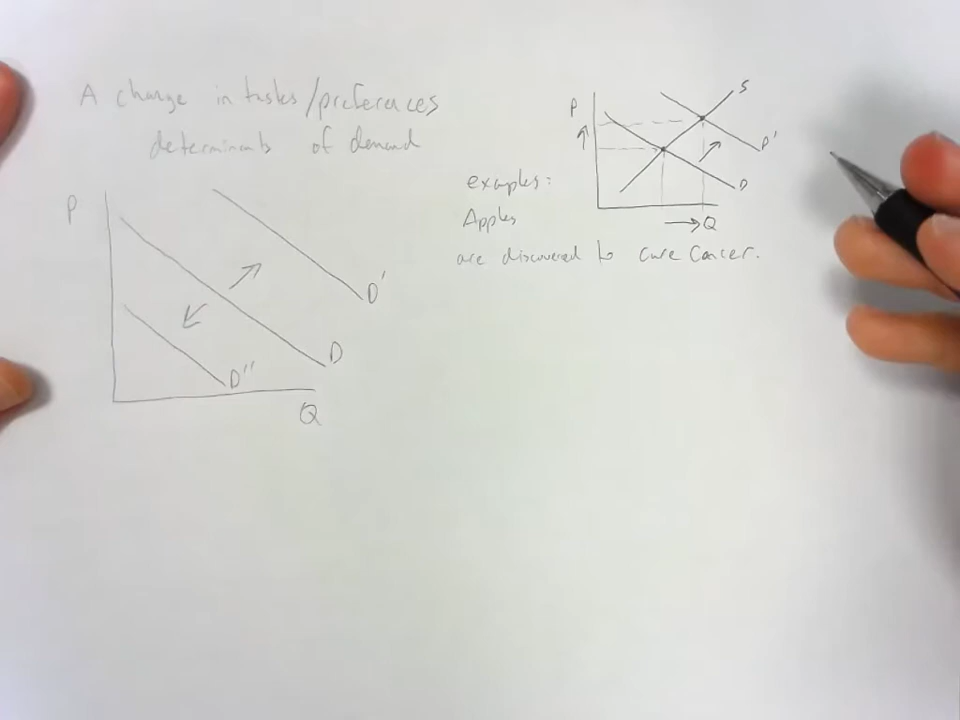 A change in tastes/preferences
determinants of demand
P
D'
D
D''
Q
P
S
D'
D
Q
examples:
Apples
are discovered to cure cancer.